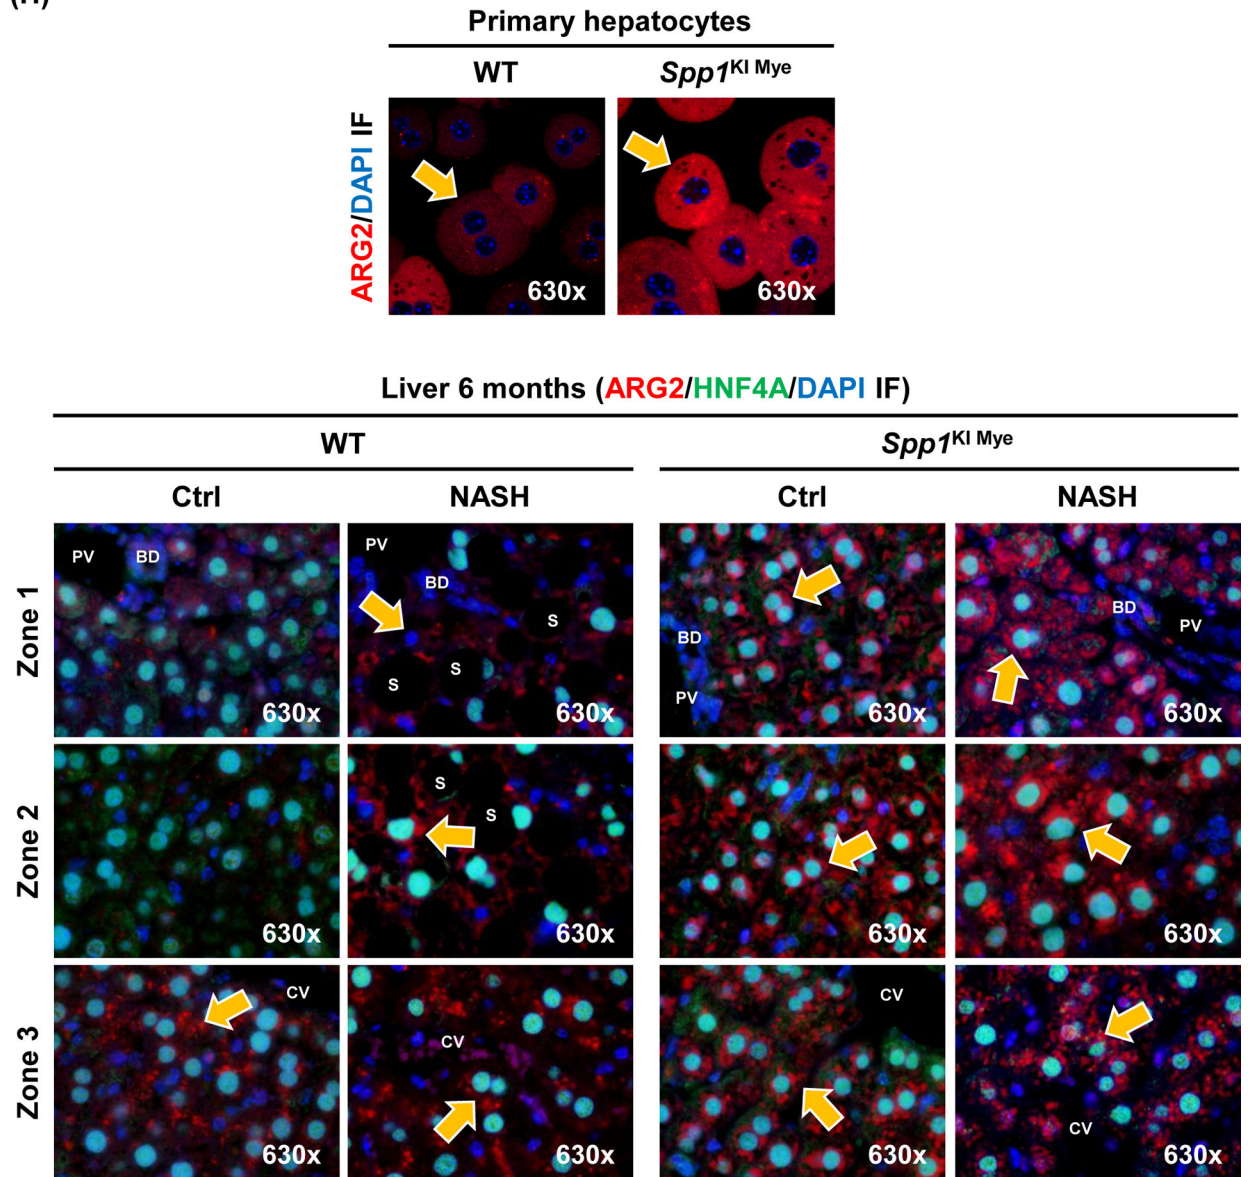 Primary hepatocytes
WT Spp1KI Mye
ARG2/DAPI IF
630x 630x
Liver 6 months (ARG2/HNF4A/DAPI IF)
WT Spp1KI Mye
Ctrl NASH Ctrl NASH
Zone 1
PV BD 630x
PV BD S S S 630x
BD PV 630x
BD PV 630x
Zone 2
630x
S S 630x
630x
630x
Zone 3
CV 630x
CV 630x
CV 630x
CV 630x